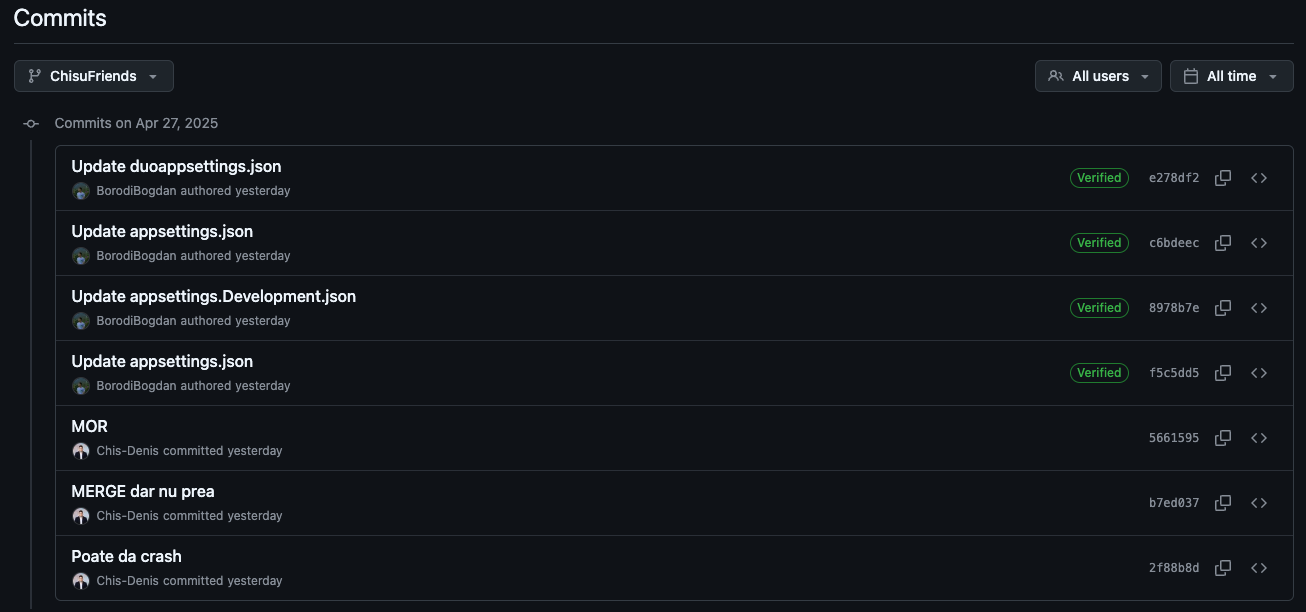 Commits
ChisuFriends
All users
All time
Commits on Apr 27, 2025
Update duoappsettings.json
BorodiBogdan authored yesterday
Verified
e278df2
Update appsettings.json
BorodiBogdan authored yesterday
Verified
c6bdeec
Update appsettings.Development.json
BorodiBogdan authored yesterday
Verified
8978b7e
Update appsettings.json
BorodiBogdan authored yesterday
Verified
f5c5dd5
MOR
Chis-Denis committed yesterday
5661595
MERGE dar nu prea
Chis-Denis committed yesterday
b7ed037
Poate da crash
Chis-Denis committed yesterday
2f88b8d